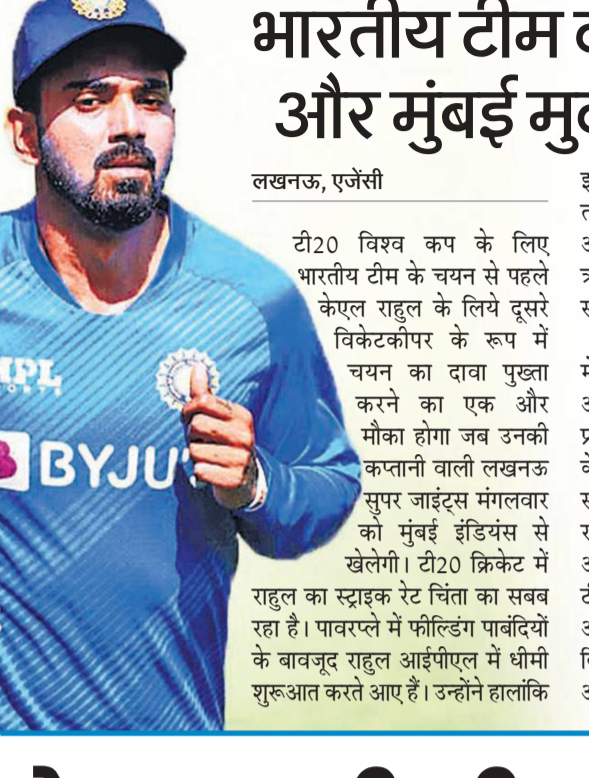 भारतीय टीम
और मुंबई
लखनऊ, एजेंसी
टी20 विश्व कप के लिए
भारतीय टीम के चयन से पहले
केएल राहुल के लिये दूसरे
विकेटकीपर के रूप में
चयन का दावा पुख्ता
करने का एक और
मौका होगा जब उनकी
कप्तानी वाली लखनऊ
सुपर जाइंट्स मंगलवार
को मुंबई इंडियंस से
खेलेगी। टी20 क्रिकेट में
राहुल का स्ट्राइक रेट चिंता का सबब
रहा है। पावरप्ले में फील्डिंग पाबंदियों
के बावजूद राहुल आईपीएल में धीमी
शुरूआत करते आए हैं। उन्होंने हालांकि
MPL
SPORTS
BYJU'